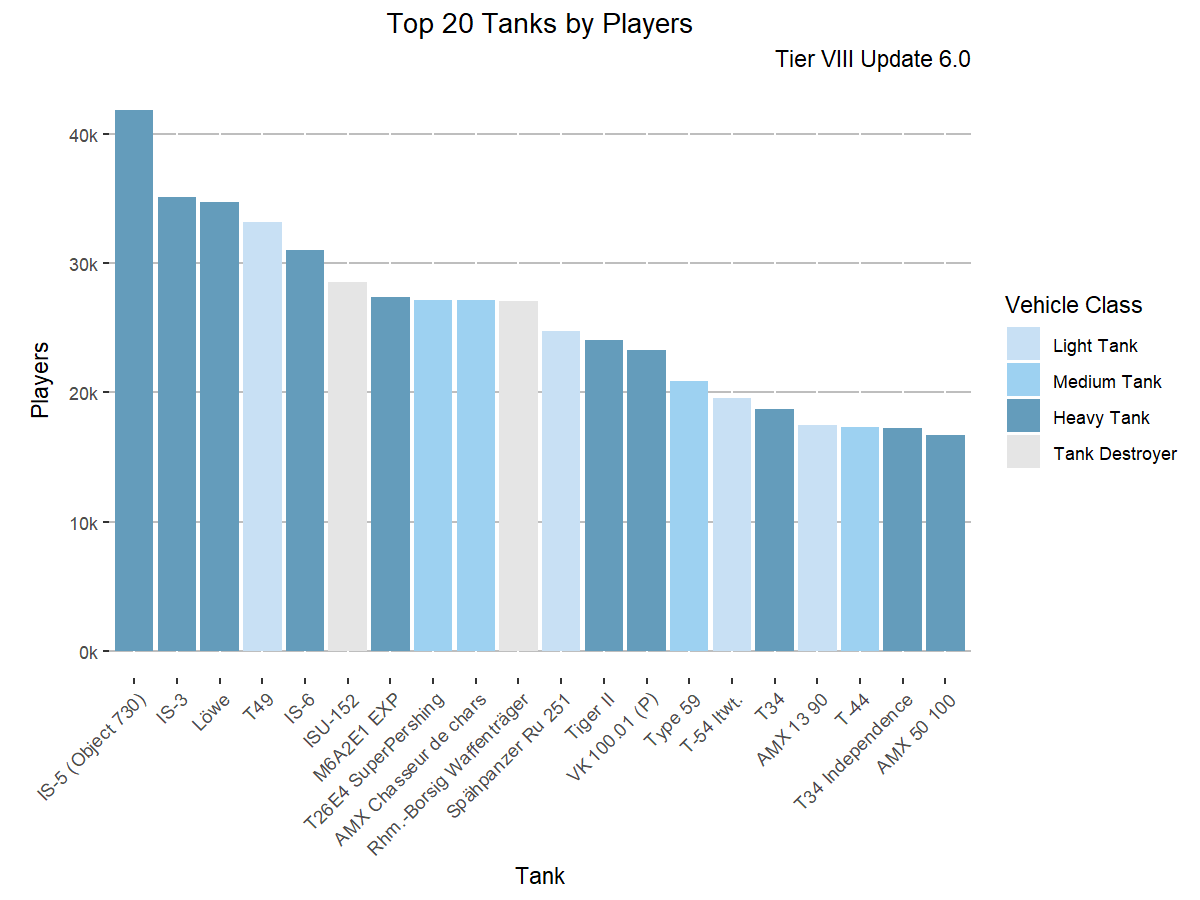 Top 20 Tanks by Players
Tier VIII Update 6.0
Players
40k
30k
20k
10k
0k
IS-5 (Object 730)
IS-3
Löwe
T49
IS-6
ISU-152
M6A2E1 EXP
T26E4 SuperPershing
AMX Chasseur de chars
Rhm.-Borsig Waffenträger
Spähpanzer Ru 251
Tiger II
VK 100.01 (P)
Type 59
T-54 ltwt.
T34
AMX 13 90
T-44
T34 Independence
AMX 50 100
Tank
Vehicle Class
Light Tank
Medium Tank
Heavy Tank
Tank Destroyer